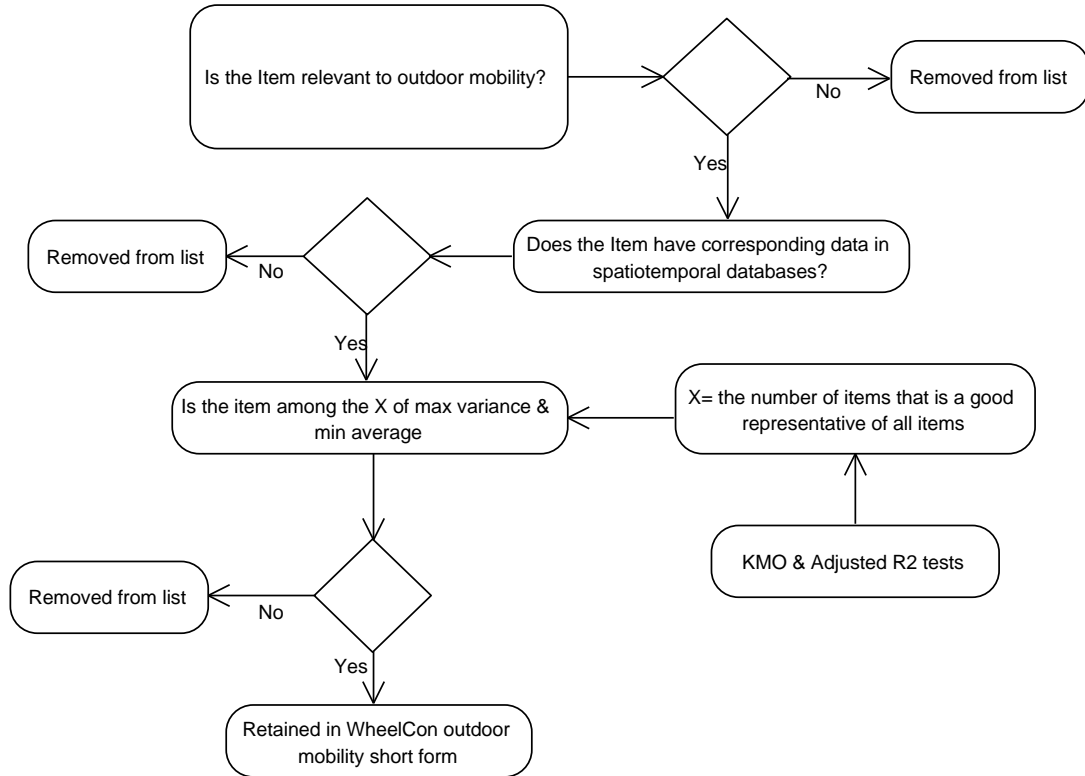 Is the Item relevant to outdoor mobility?
No
Removed from list
Yes
Does the Item have corresponding data in
spatiotemporal databases?
No
Removed from list
Yes
Is the item among the X of max variance &
min average
X= the number of items that is a good
representative of all items
KMO & Adjusted R2 tests
No
Removed from list
Yes
Retained in WheelCon outdoor
mobility short form